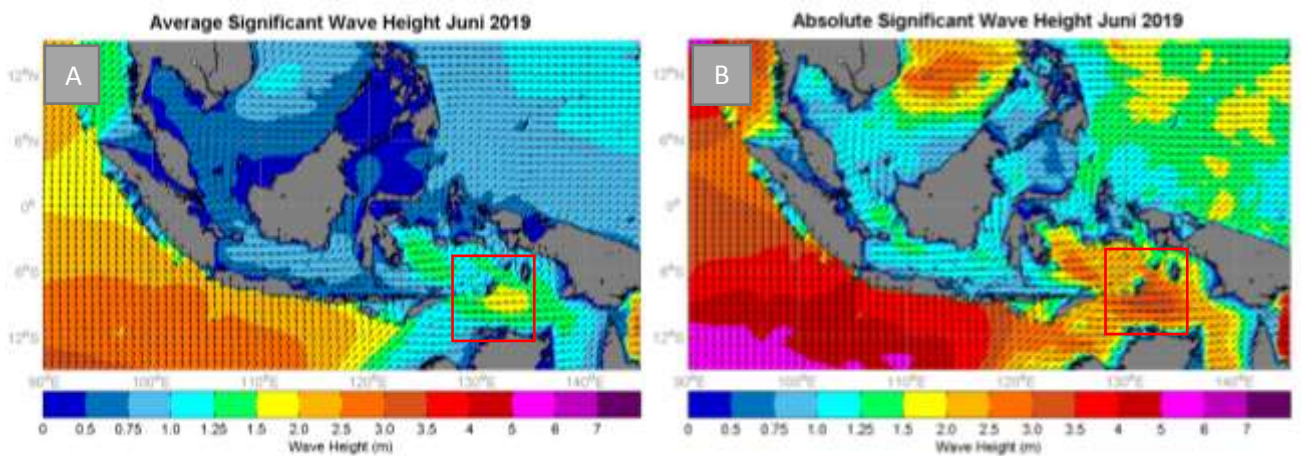 Average Significant Wave Height Juni 2019
A
12°N
6°N
0°
6°S
12°S
90°E 100°E 110°E 120°E 130°E 140°E
0 0.5 0.75 1.0 1.25 1.5 2.0 2.5 3.0 3.5 4 5 6 7
Wave Height (m)
Absolute Significant Wave Height Juni 2019
B
12°N
6°N
0°
6°S
12°S
90°E 100°E 110°E 120°E 130°E 140°E
0 0.5 0.75 1.0 1.25 1.5 2.0 2.5 3.0 3.5 4 5 6 7
Wave Height (m)